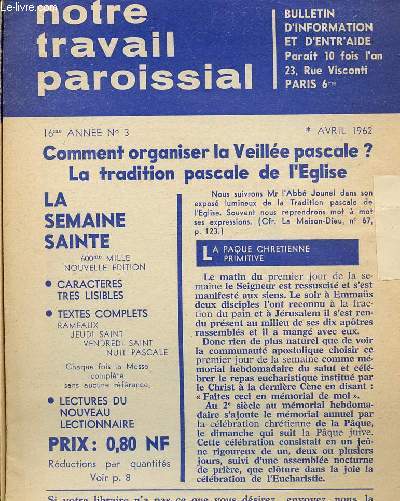 notre
travail
paroissial
BULLETIN
D'INFORMATION
ET D'ENTR'AIDE
Paraît 10 fois l'an
23, Rue Visconti
PARIS 6me
16me ANNEE No 3
* AVRIL 1962
Comment organiser la Veillée pascale ?
La tradition pascale de l'Eglise
LA
SEMAINE
SAINTE
600me MILLE
NOUVELLE EDITION
• CARACTERES
TRES LISIBLES
• TEXTES COMPLETS
RAMEAUX
JEUDI SAINT
VENDREDI SAINT
NUIT PASCALE
Chaque fois la Messe
complète
sans aucune référence.
• LECTURES DU
NOUVEAU
LECTIONNAIRE
PRIX : 0,80 NF
Réductions par quantités
Voir p. 8
Nous suivrons Mr l'Abbé Jounel dans son
exposé lumineux de la Tradition pascale de
l'Eglise. Souvent nous reprendrons mot à mot
ses expressions. (Cfr. La Maison-Dieu, n° 67,
p. 123.)
LA PAQUE CHRETIENNE
PRIMITIVE
Le matin du premier jour de la se-
maine le Seigneur est ressuscité et s'est
manifesté aux siens. Le soir à Emmaüs
deux disciples l'ont reconnu à la frac-
tion du pain et à Jérusalem il s'est ren-
du présent au milieu de ses dix apôtres
rassemblés et il a mangé avec eux.
Donc rien de plus naturel que de voir
la communauté apostolique choisir ce
premier jour de la semaine comme mé-
morial hebdomadaire du salut et célé-
brer le repas eucharistique institué par
le Christ à la dernière Cène en disant :
« Faites ceci en mémorial de moi ».
Au 2e siècle au mémorial hebdoma-
daire s'ajoute le mémorial annuel par
la célébration chrétienne de la Pâque,
le dimanche qui suit la Pâque juive.
Cette célébration consistait en un jeû-
ne rigoureux de un, deux ou plusieurs
jours, suivi d'une assemblée nocturne
de prière, que clôture dans la joie la
célébration de l'Eucharistie.
Si votre libraire n'a pas ce que vous désirez, envoyez nous la